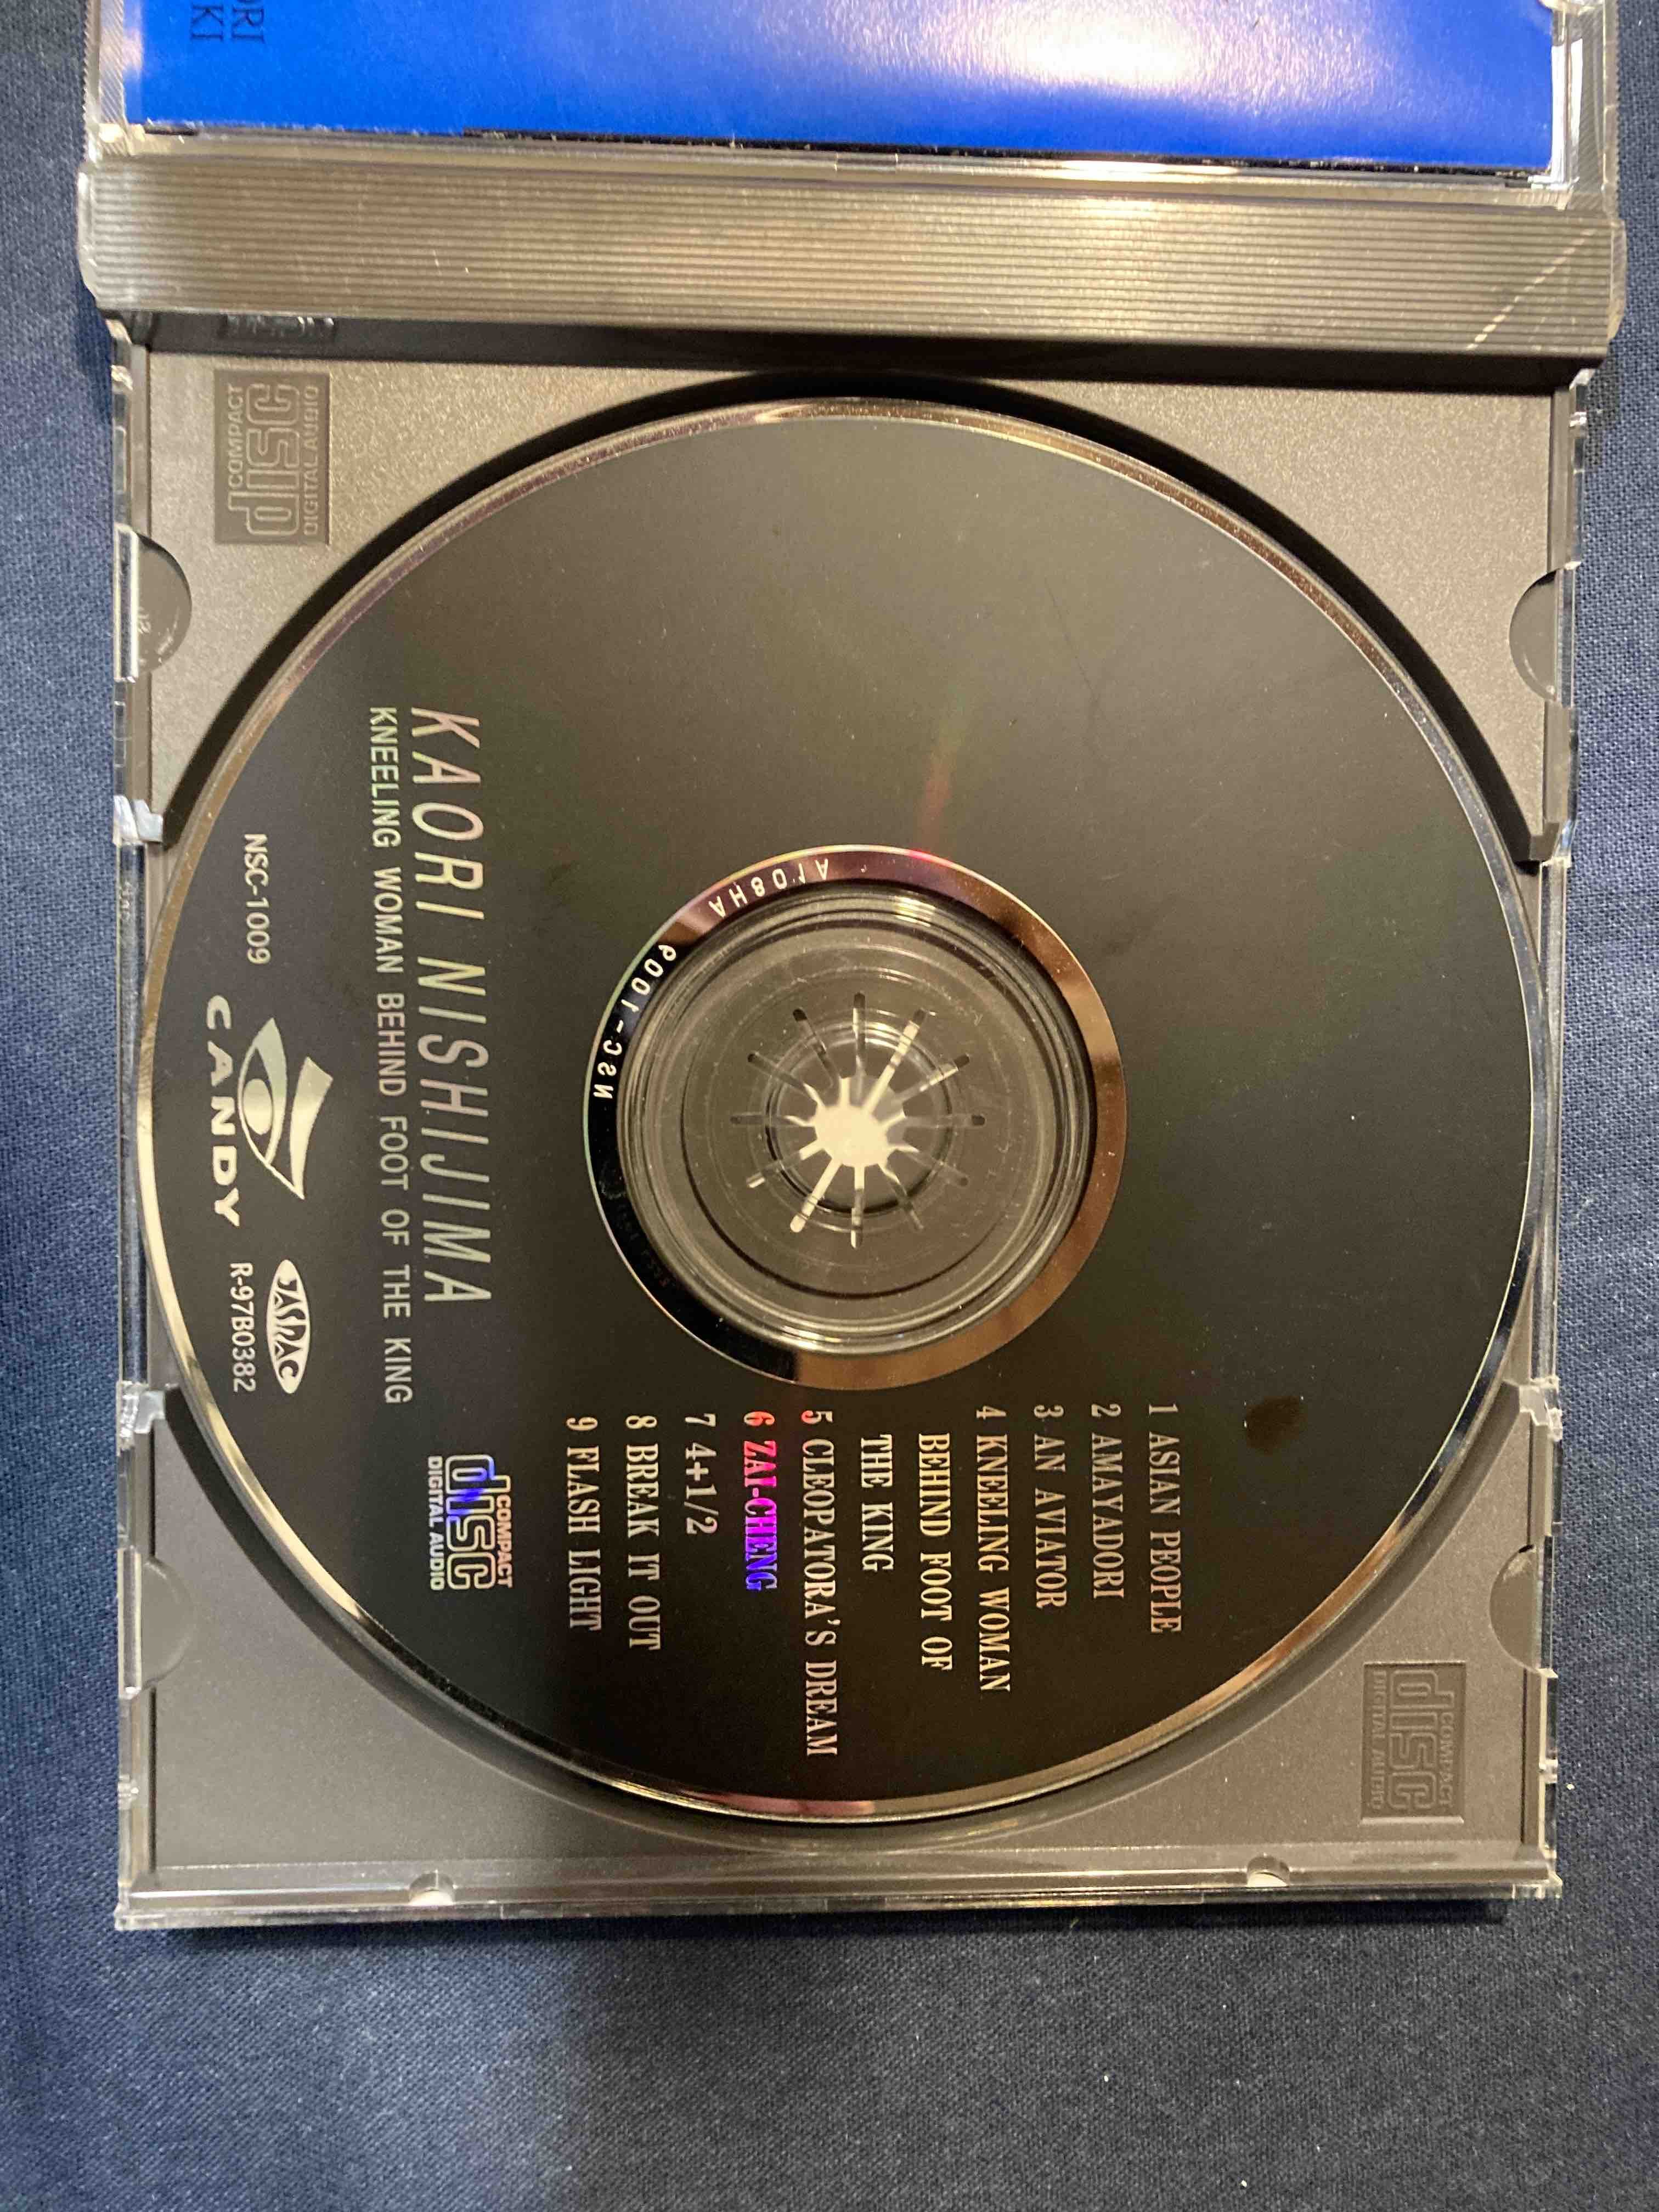 ORI
KI
COMPACT
disc
DIGITAL AUDIO
1 ASIAN PEOPLE
2 AMAYADORI
3 AN AVIATOR
4 KNEELING WOMAN
BEHIND FOOT OF
THE KING
5 CLEOPATORA'S DREAM
6 ZAI-CHENG
7 4+1/2
8 BREAK IT OUT
9 FLASH LIGHT
NSC-1009
AH801A
KAORI NISHIJIMA
KNEELING WOMAN BEHIND FOOT OF THE KING
COMPACT
disc
DIGITAL AUDIO
NSC-1009
CANDY
JASRAC
R-97B0382
COMPACT
disc
DIGITAL AUDIO